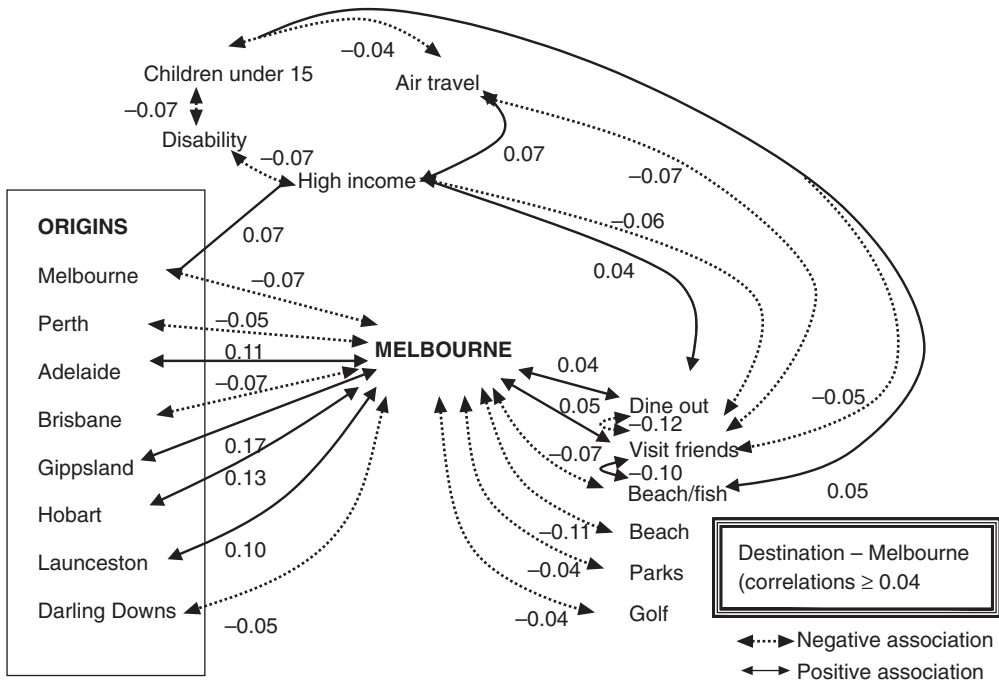 −0.04
Children under 15
Air travel
−0.07
Disability
−0.07
0.07
High income
−0.07
−0.06
ORIGINS
0.07
0.04
Melbourne
−0.07
Perth
−0.05
MELBOURNE
0.11
Adelaide
0.04
−0.07
−0.05
Brisbane
0.05
Dine out
−0.12
0.17
−0.07
Visit friends
Gippsland
0.13
−0.10
Beach/fish
0.05
Hobart
−0.11
Beach
0.10
Launceston
−0.04
Parks
Destination – Melbourne
(correlations ≥ 0.04
Darling Downs
−0.05
−0.04
Golf
Negative association
Positive association